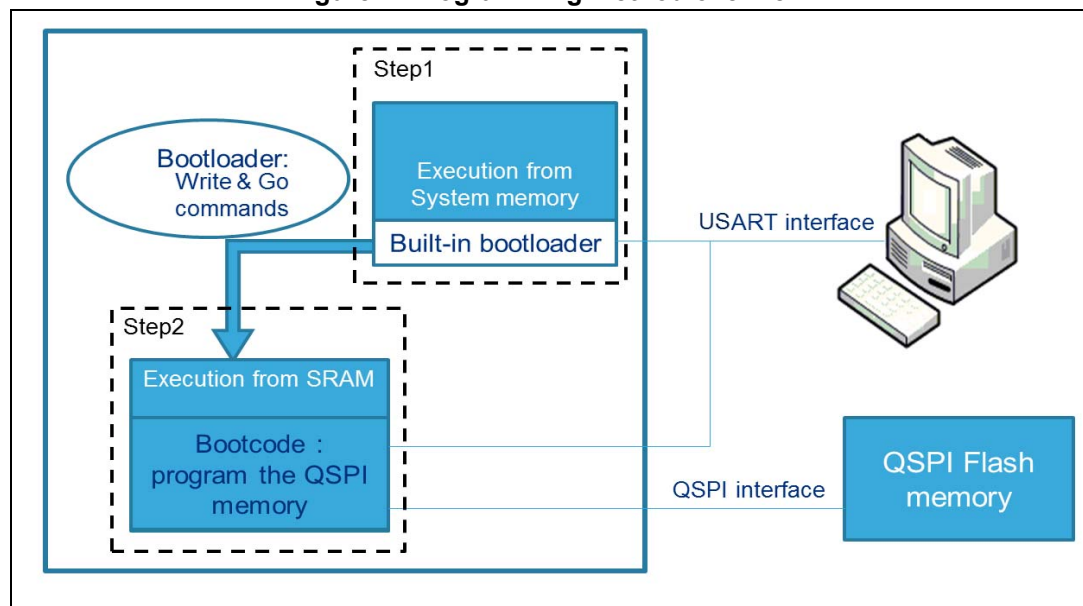 Step1
Bootloader:
Write & Go
commands
Execution from
System memory
Built-in bootloader
USART interface
Step2
Execution from SRAM
Bootcode :
program the QSPI
memory
QSPI interface
QSPI Flash
memory